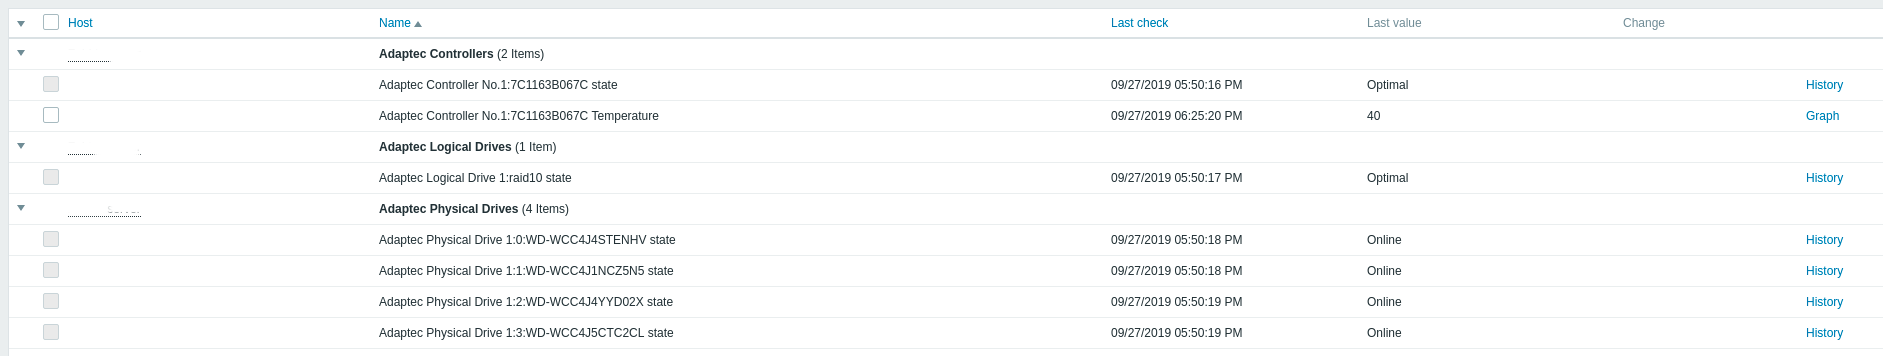 Host Name Last check Last value Change
Adaptec Controllers (2 Items)
Adaptec Controller No.1:7C1163B067C state 09/27/2019 05:50:16 PM Optimal History
Adaptec Controller No.1:7C1163B067C Temperature 09/27/2019 06:25:20 PM 40 Graph
Adaptec Logical Drives (1 Item)
Adaptec Logical Drive 1:raid10 state 09/27/2019 05:50:17 PM Optimal History
Adaptec Physical Drives (4 Items)
Adaptec Physical Drive 1:0:WD-WCC4J4STENHV state 09/27/2019 05:50:18 PM Online History
Adaptec Physical Drive 1:1:WD-WCC4J1NCZ5N5 state 09/27/2019 05:50:18 PM Online History
Adaptec Physical Drive 1:2:WD-WCC4J4YYD02X state 09/27/2019 05:50:19 PM Online History
Adaptec Physical Drive 1:3:WD-WCC4J5CTC2CL state 09/27/2019 05:50:19 PM Online History